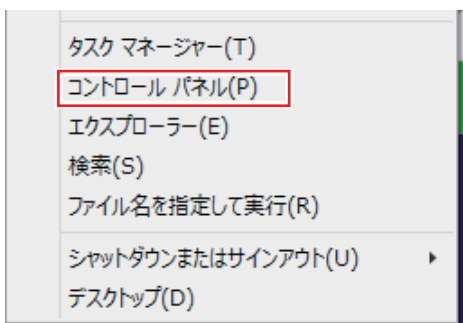 タスク マネージャー(T)
コントロール パネル(P)
エクスプローラー(E)
検索(S)
ファイル名を指定して実行(R)
シャットダウンまたはサインアウト(U)
デスクトップ(D)